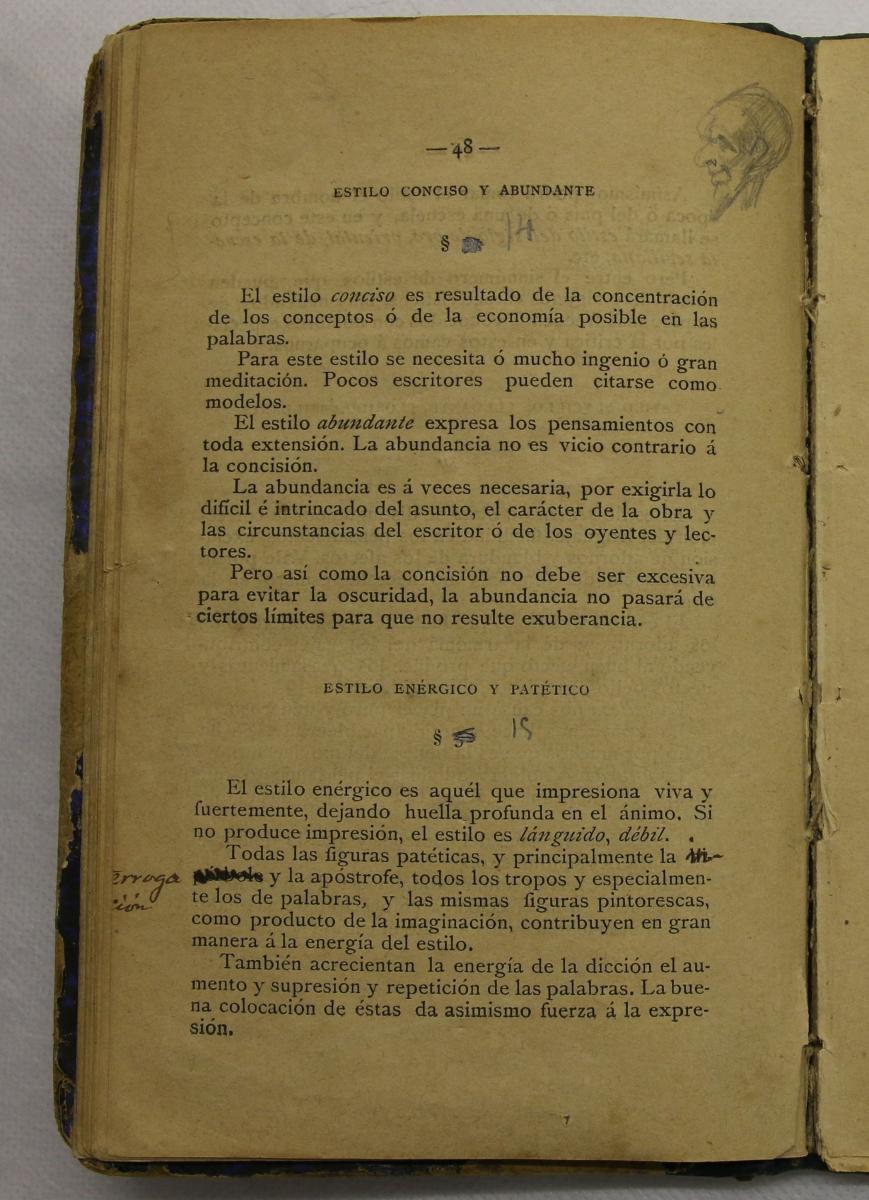 — 48 —
ESTILO CONCISO Y ABUNDANTE
§ 14
El estilo conciso es resultado de la concentración
de los conceptos ó de la economía posible en las
palabras.
Para este estilo se necesita ó mucho ingenio ó gran
meditación. Pocos escritores pueden citarse como
modelos.
El estilo abundante expresa los pensamientos con
toda extensión. La abundancia no es vicio contrario á
la concisión.
La abundancia es á veces necesaria, por exigirla lo
difícil é intrincado del asunto, el carácter de la obra y
las circunstancias del escritor ó de los oyentes y lec-
tores.
Pero así como la concisión no debe ser excesiva
para evitar la oscuridad, la abundancia no pasará de
ciertos límites para que no resulte exuberancia.
ESTILO ENÉRGICO Y PATÉTICO
§ 15
El estilo enérgico es aquél que impresiona viva y
fuertemente, dejando huella profunda en el ánimo. Si
no produce impresión, el estilo es lánguido, débil.
Todas las figuras patéticas, y principalmente la
y la apóstrofe, todos los tropos y especialmen-
te los de palabras, y las mismas figuras pintorescas,
como producto de la imaginación, contribuyen en gran
manera á la energía del estilo.
También acrecientan la energía de la dicción el au-
mento y supresión y repetición de las palabras. La bue-
na colocación de éstas da asimismo fuerza á la expre-
sión.
erroga
ción